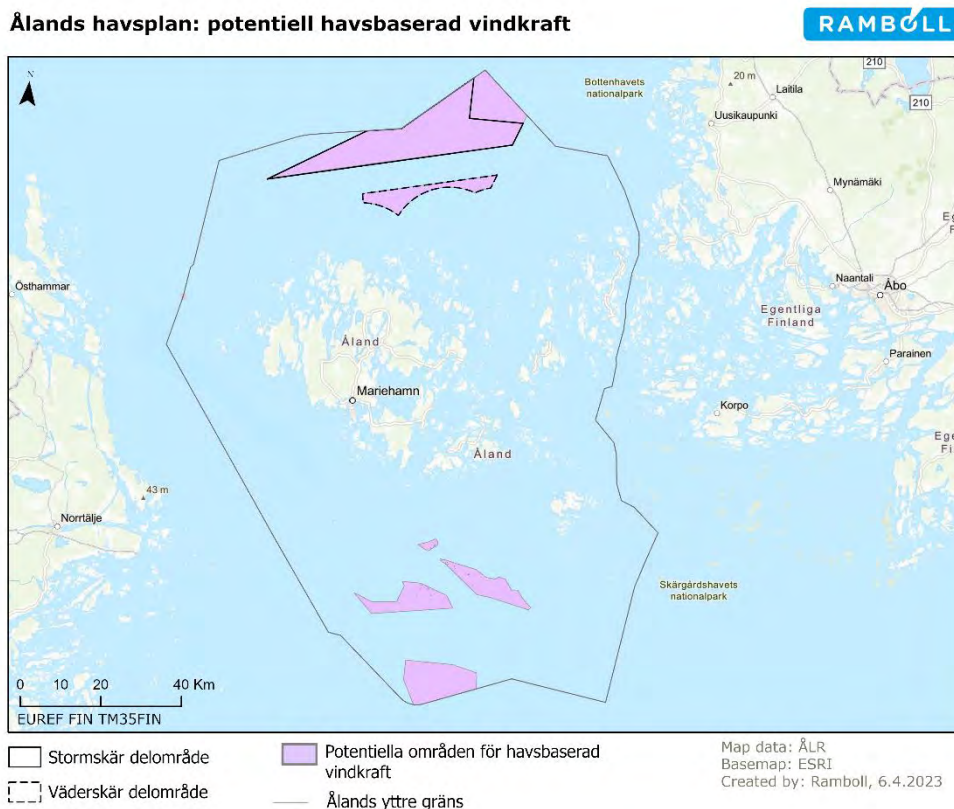 Ålands havsplan: potentiell havsbaserad vindkraft
RAMBOLL
N
Bottenhavets
nationalpark
20 m
210
Laitila
210
Uusikaupunki
Mynämäki
Östhammar
Naantali
Åbo
Egentliga
Finland
Åland
Parainen
Mariehamn
Korpo
Åland
43 m
Norrtälje
Skärgårdshavets
nationalpark
0 10 20 40 Km
EUREF FIN TM35FIN
Stormskär delområde
Väderskär delområde
Potentiella områden för havsbaserad
vindkraft
Ålands yttre gräns
Map data: ÅLR
Basemap: ESRI
Created by: Ramboll, 6.4.2023